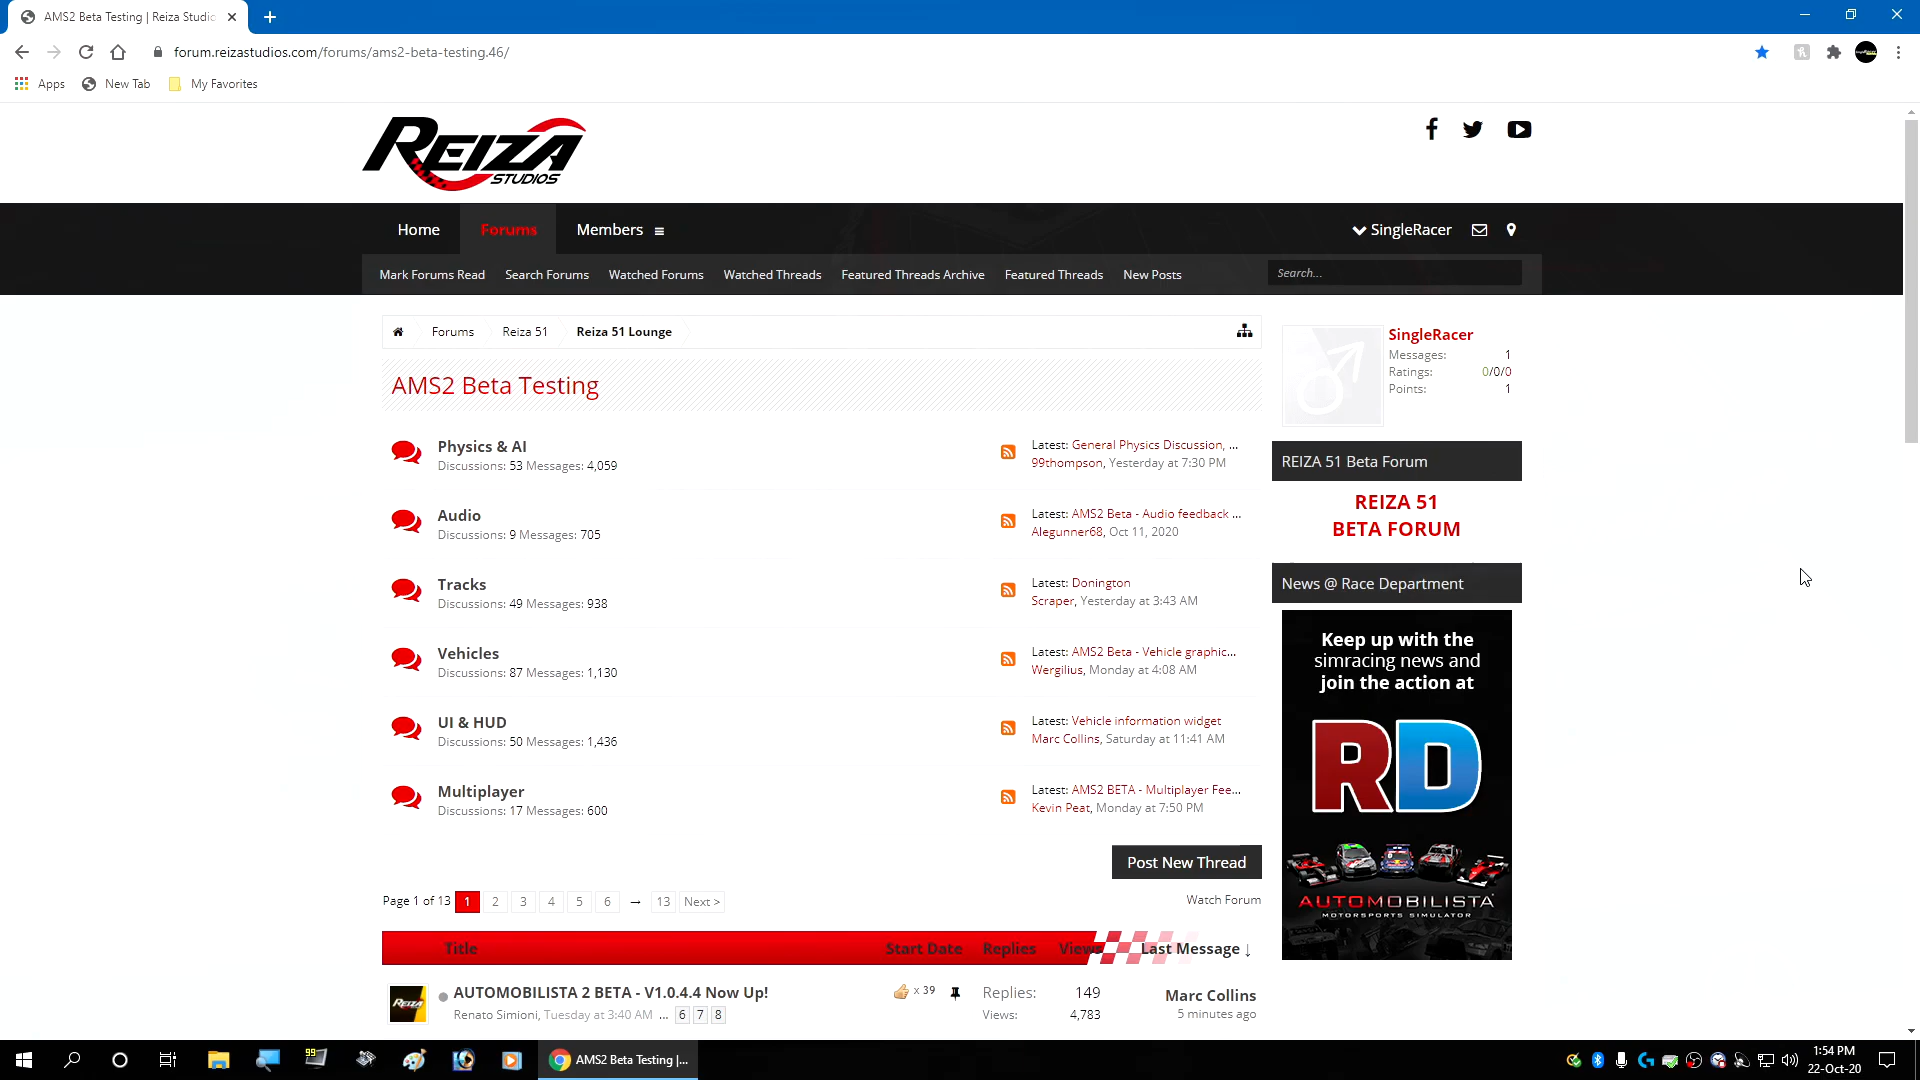 AMS2 Beta Testing | Reiza Studio
forum.reizastudios.com/forums/ams2-beta-testing.46/
Apps New Tab My Favorites
REIZA
STUDIOS
Home Forums Members SingleRacer
Mark Forums Read Search Forums Watched Forums Watched Threads Featured Threads Archive Featured Threads New Posts Search...
Forums Reiza 51 Reiza 51 Lounge
AMS2 Beta Testing
Physics & AI
Discussions: 53 Messages: 4,059
Latest: General Physics Discussion, ...
99thompson, Yesterday at 7:30 PM
Audio
Discussions: 9 Messages: 705
Latest: AMS2 Beta - Audio feedback ...
Alegunner68, Oct 11, 2020
Tracks
Discussions: 49 Messages: 938
Latest: Donington
Scraper, Yesterday at 3:43 AM
Vehicles
Discussions: 87 Messages: 1,130
Latest: AMS2 Beta - Vehicle graphic...
Wergilius, Monday at 4:08 AM
UI & HUD
Discussions: 50 Messages: 1,436
Latest: Vehicle information widget
Marc Collins, Saturday at 11:41 AM
Multiplayer
Discussions: 17 Messages: 600
Latest: AMS2 BETA - Multiplayer Fee...
Kevin Peat, Monday at 7:50 PM
Post New Thread
Page 1 of 13 1 2 3 4 5 6 → 13 Next >
Watch Forum
Title Start Date Replies Views Last Message ↓
REIZA
AUTOMOBILISTA 2 BETA - V1.0.4.4 Now Up!
Renato Simioni, Tuesday at 3:40 AM ... 6 7 8
x 39
Replies: 149
Views: 4,783
Marc Collins
5 minutes ago
SingleRacer
Messages: 1
Ratings: 0/0/0
Points: 1
REIZA 51 Beta Forum
REIZA 51
BETA FORUM
News @ Race Department
Keep up with the
simracing news and
join the action at
RD
AUTOMOBILISTA
MOTORSPORTS SIMULATOR
99
AMS2 Beta Testing |...
1:54 PM
22-Oct-20